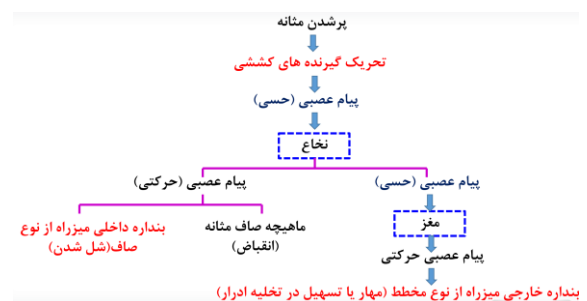 پرشدن مثانه
تحریک گیرنده های کششی
پیام عصبی (حسی)
نخاع
پیام عصبی (حسی)
پیام عصبی (حرکتی)
مغز
ماهیچه صاف مثانه
(انقباض)
بنداره داخلی میزراه از نوع
صاف(شل شدن)
پیام عصبی حرکتی
بنداره خارجی میزراه از نوع مخطط (مهار یا تسهیل در تخلیه ادرار)